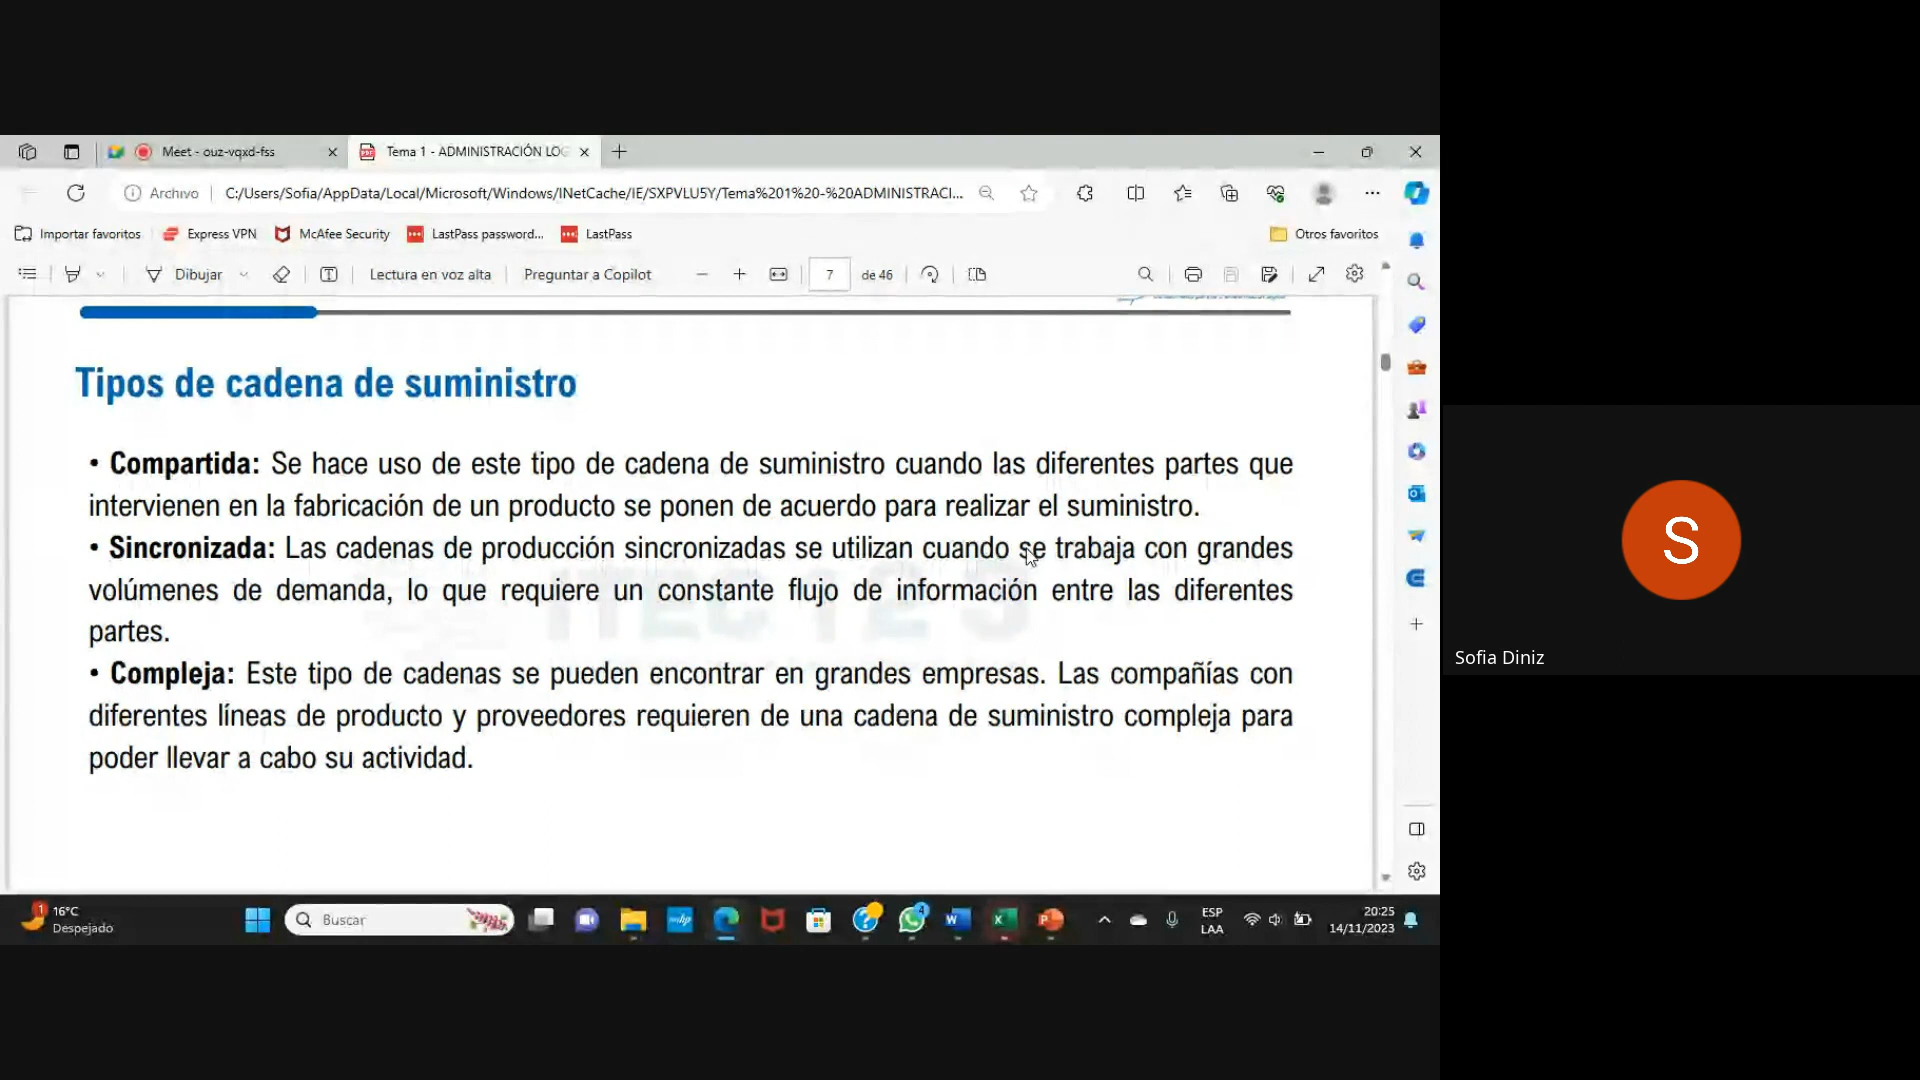 Meet - ouz-vqxd-fss
Tema 1 - ADMINISTRACIÓN LOG
Archivo
C:/Users/Sofia/AppData/Local/Microsoft/Windows/INetCache/IE/SXPVLU5Y/Tema%201%20-%20ADMINISTRACI...
Importar favoritos
Express VPN
McAfee Security
LastPass password...
LastPass
Otros favoritos
Dibujar
Lectura en voz alta
Preguntar a Copilot
7
de 46
Tipos de cadena de suministro
• Compartida: Se hace uso de este tipo de cadena de suministro cuando las diferentes partes que
intervienen en la fabricación de un producto se ponen de acuerdo para realizar el suministro.
• Sincronizada: Las cadenas de producción sincronizadas se utilizan cuando se trabaja con grandes
volúmenes de demanda, lo que requiere un constante flujo de información entre las diferentes
partes.
• Compleja: Este tipo de cadenas se pueden encontrar en grandes empresas. Las compañías con
diferentes líneas de producto y proveedores requieren de una cadena de suministro compleja para
poder llevar a cabo su actividad.
ITEC 123
S
Sofia Diniz
1
16°C
Despejado
Buscar
4
ESP
LAA
20:25
14/11/2023